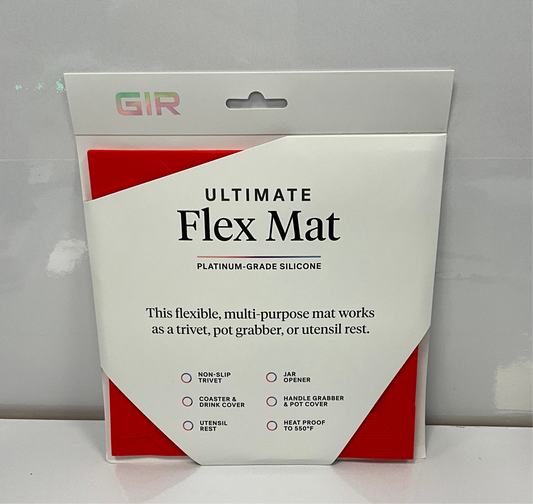 GIR
ULTIMATE
Flex Mat
PLATINUM-GRADE SILICONE
This flexible, multi-purpose mat works
as a trivet, pot grabber, or utensil rest.
NON-SLIP
TRIVET
JAR
OPENER
COASTER &
DRINK COVER
HANDLE GRABBER
& POT COVER
UTENSIL
REST
HEAT PROOF
TO 550°F